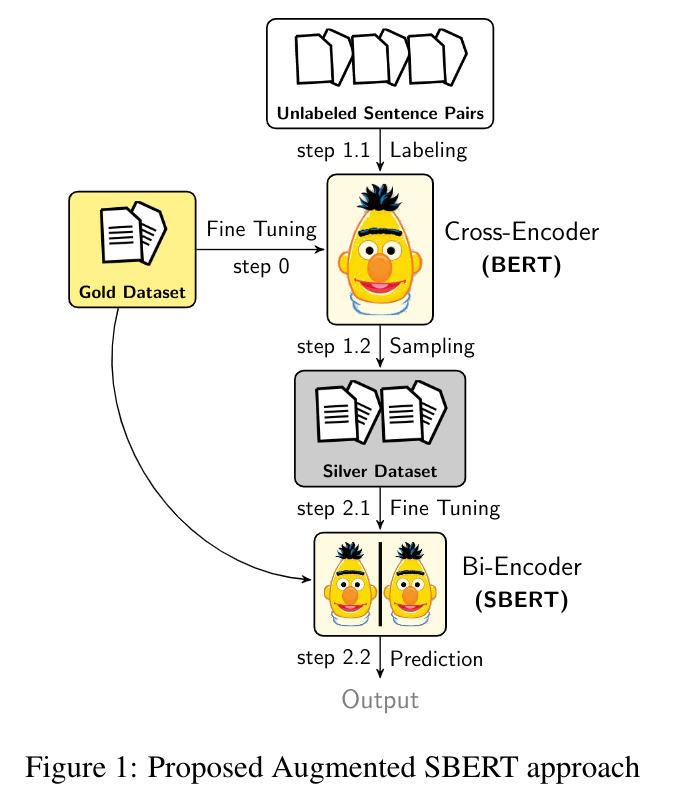 Unlabeled Sentence Pairs
step 1.1 Labeling
Fine Tuning
step 0
Gold Dataset
Cross-Encoder
(BERT)
step 1.2 Sampling
Silver Dataset
step 2.1 Fine Tuning
Bi-Encoder
(SBERT)
step 2.2 Prediction
Output
Figure 1: Proposed Augmented SBERT approach